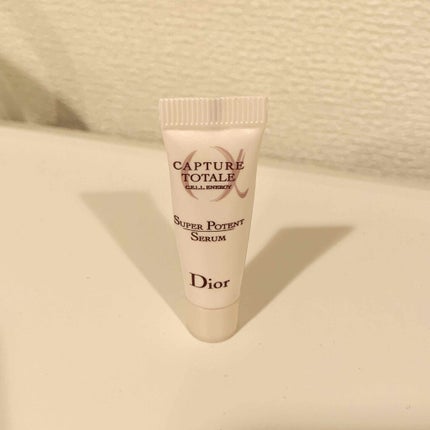 CAPTURE
TOTALE
C.E.L.L. ENERGY
SUPER POTENT
SERUM
Dior